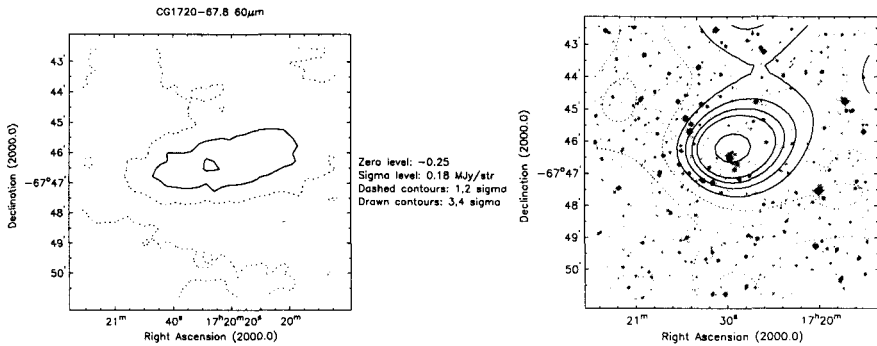 CG1720-67.8 60μm
Declination (2000.0)
43'
44'
45'
46'
-67°47'
48'
49'
50'
21ᵐ 40ˢ 17ʰ20ᵐ20ˢ 20ᵐ
Right Ascension (2000.0)
Zero level: -0.25
Sigma level: 0.18 MJy/str
Dashed contours: 1,2 sigma
Drawn contours: 3,4 sigma
Declination (2000.0)
43'
44'
45'
46'
-67°47'
48'
49'
50'
21ᵐ 30ˢ 17ʰ20ᵐ
Right Ascension (2000.0)